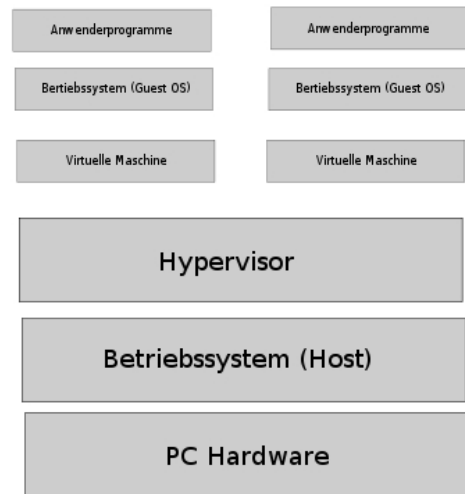 Anwenderprogramme Anwenderprogramme
Bertiebssystem (Guest OS) Bertiebssystem (Guest OS)
Virtuelle Maschine Virtuelle Maschine
Hypervisor
Betriebssystem (Host)
PC Hardware